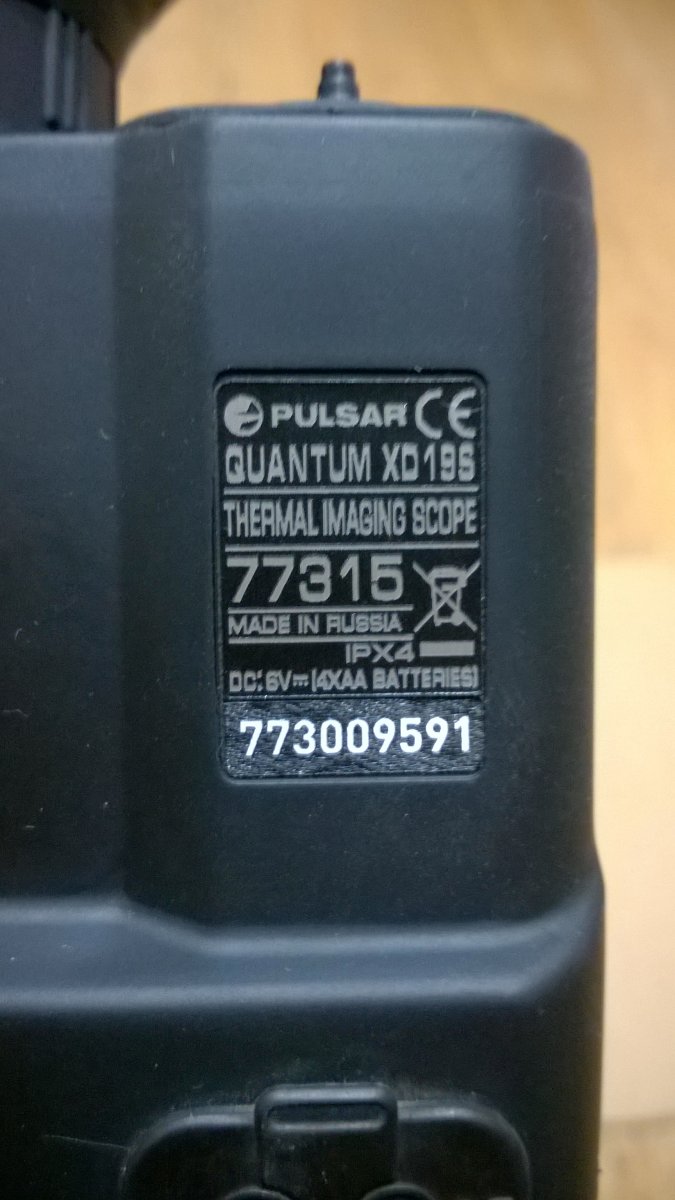 PULSAR CE
QUANTUM XD19S
THERMAL IMAGING SCOPE
77315
MADE IN RUSSIA
IPX4
DC: 6V⎓(4XAA BATTERIES)
773009591